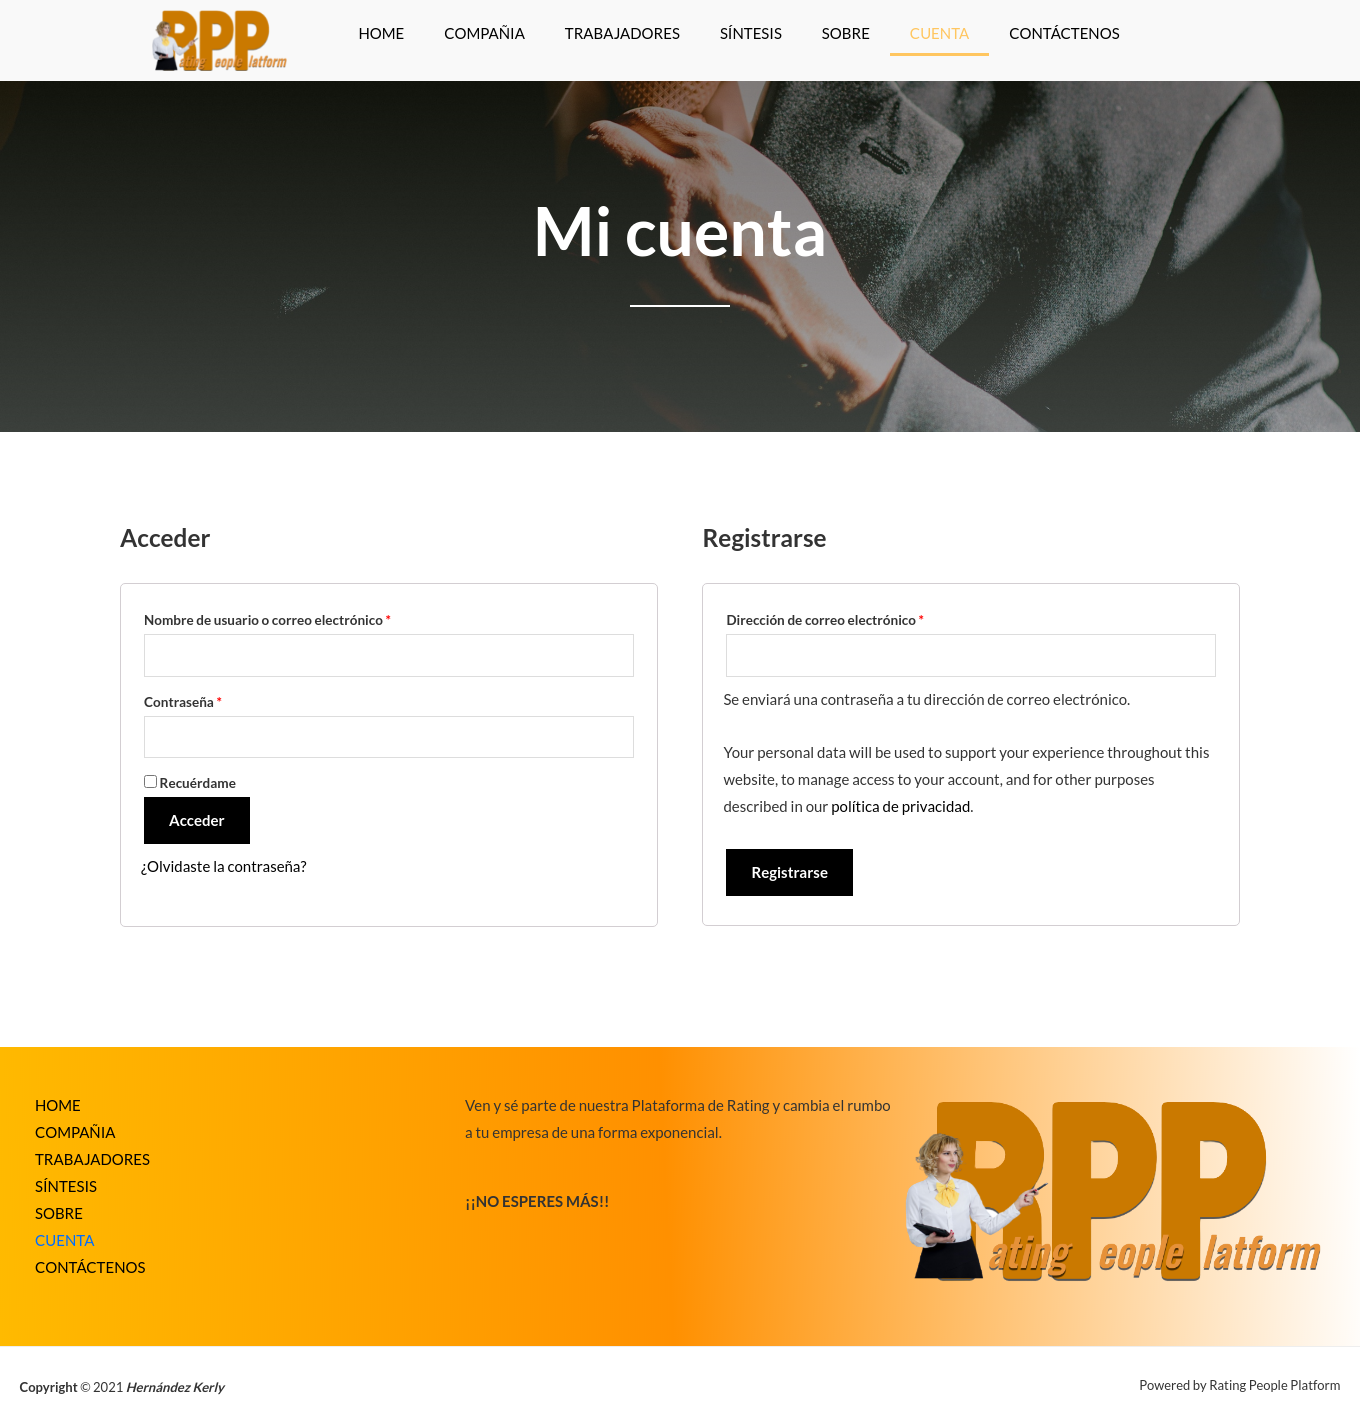 RPP
ating eople latform
HOME
COMPAÑIA
TRABAJADORES
SÍNTESIS
SOBRE
CUENTA
CONTÁCTENOS
Mi cuenta
Acceder
Nombre de usuario o correo electrónico *
Contraseña *
Recuérdame
Acceder
¿Olvidaste la contraseña?
Registrarse
Dirección de correo electrónico *
Se enviará una contraseña a tu dirección de correo electrónico.
Your personal data will be used to support your experience throughout this
website, to manage access to your account, and for other purposes
described in our política de privacidad.
Registrarse
HOME
COMPAÑIA
TRABAJADORES
SÍNTESIS
SOBRE
CUENTA
CONTÁCTENOS
Ven y sé parte de nuestra Plataforma de Rating y cambia el rumbo
a tu empresa de una forma exponencial.
¡¡NO ESPERES MÁS!!
RPP
ating eople latform
Copyright © 2021 Hernández Kerly
Powered by Rating People Platform